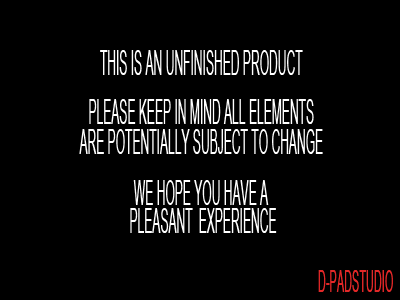 THIS IS AN UNFINISHED PRODUCT
PLEASE KEEP IN MIND ALL ELEMENTS
ARE POTENTIALLY SUBJECT TO CHANGE
WE HOPE YOU HAVE A
PLEASANT EXPERIENCE
D-PADSTUDIO